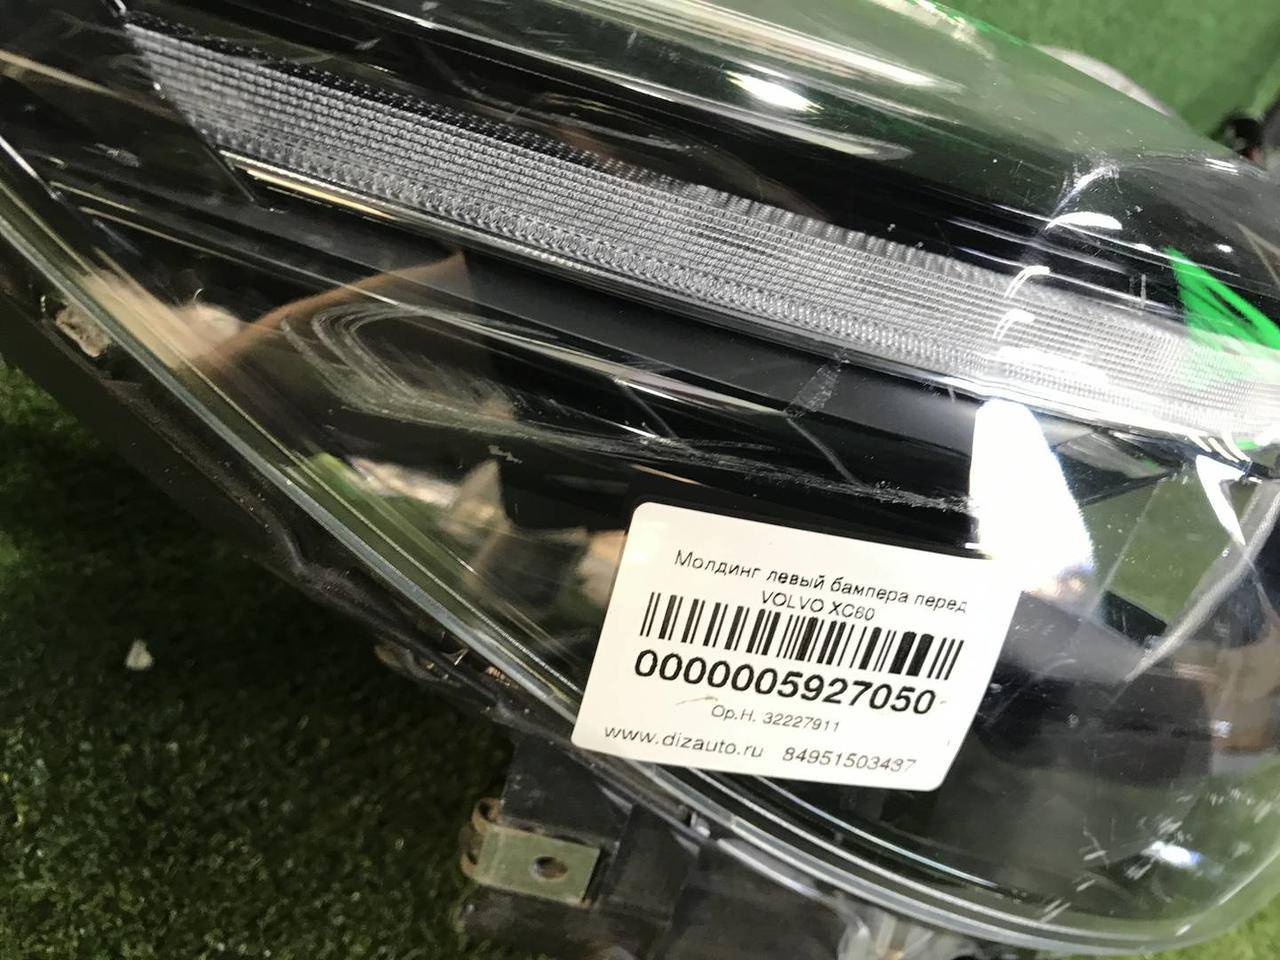 Молдинг левый бампера перед
VOLVO XC60
0000005927050
Ор.Н. 32227911
www.dizauto.ru 84951503437